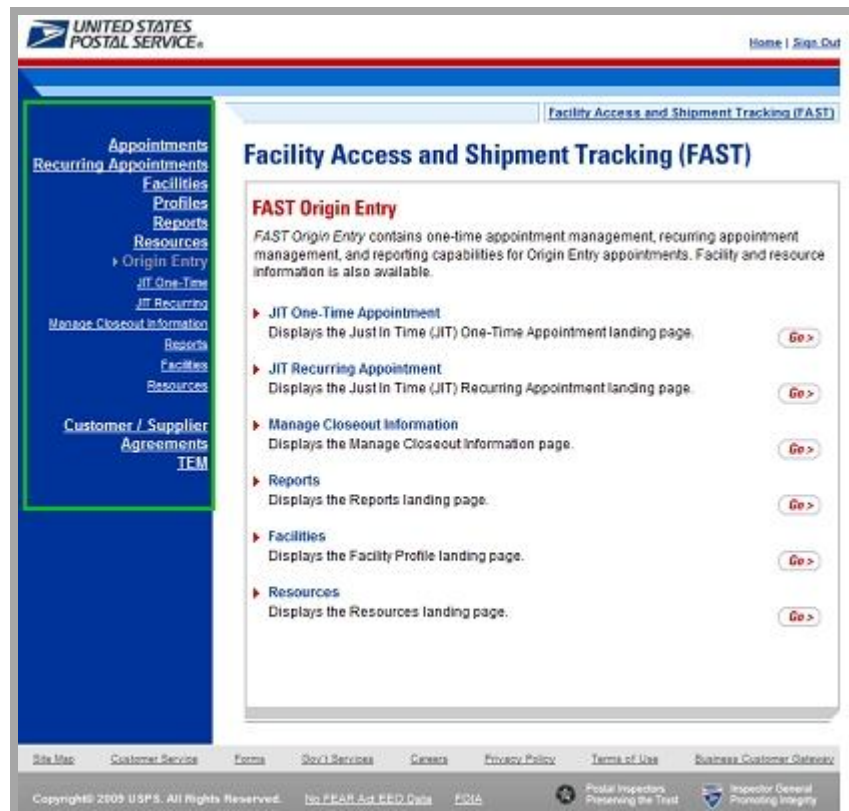 UNITED STATES
POSTAL SERVICE®
Home | Sign Out
Facility Access and Shipment Tracking (FAST)
Appointments
Recurring Appointments
Facilities
Profiles
Reports
Resources
Origin Entry
JIT One-Time
JIT Recurring
Manage Closeout Information
Reports
Facilities
Resources
Customer / Supplier
Agreements
TEM
Facility Access and Shipment Tracking (FAST)
FAST Origin Entry
FAST Origin Entry contains one-time appointment management, recurring appointment
management, and reporting capabilities for Origin Entry appointments. Facility and resource
information is also available.
JIT One-Time Appointment
Displays the Just In Time (JIT) One-Time Appointment landing page.
Go >
JIT Recurring Appointment
Displays the Just In Time (JIT) Recurring Appointment landing page.
Go >
Manage Closeout Information
Displays the Manage Closeout Information page.
Go >
Reports
Displays the Reports landing page.
Go >
Facilities
Displays the Facility Profile landing page.
Go >
Resources
Displays the Resources landing page.
Go >
Site Map Customer Service Forms Gov't Services Careers Privacy Policy Terms of Use Business Customer Gateway
Copyright© 2009 USPS. All Rights Reserved. No FEAR Act EEO Data FOIA
Postal Inspectors
Preserving the Trust
Inspector General
Promoting Integrity